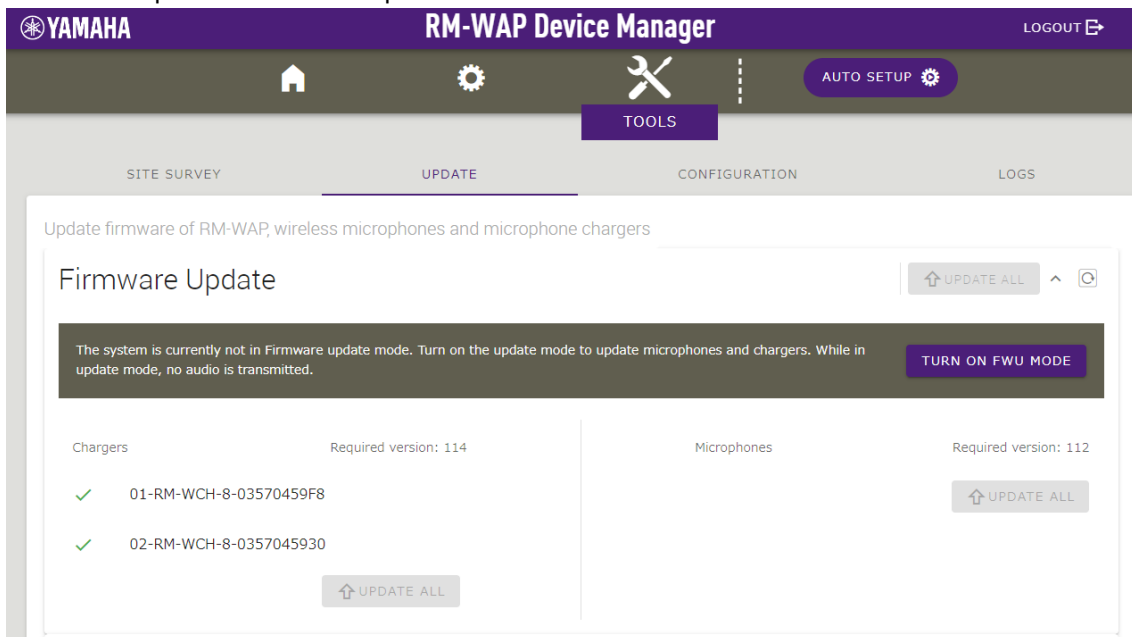 YAMAHA
RM-WAP Device Manager
LOGOUT
AUTO SETUP
TOOLS
SITE SURVEY
UPDATE
CONFIGURATION
LOGS
Update firmware of RM-WAP, wireless microphones and microphone chargers
Firmware Update
UPDATE ALL
The system is currently not in Firmware update mode. Turn on the update mode to update microphones and chargers. While in
update mode, no audio is transmitted.
TURN ON FWU MODE
Chargers
Required version: 114
01-RM-WCH-8-03570459F8
02-RM-WCH-8-0357045930
UPDATE ALL
Microphones
Required version: 112
UPDATE ALL